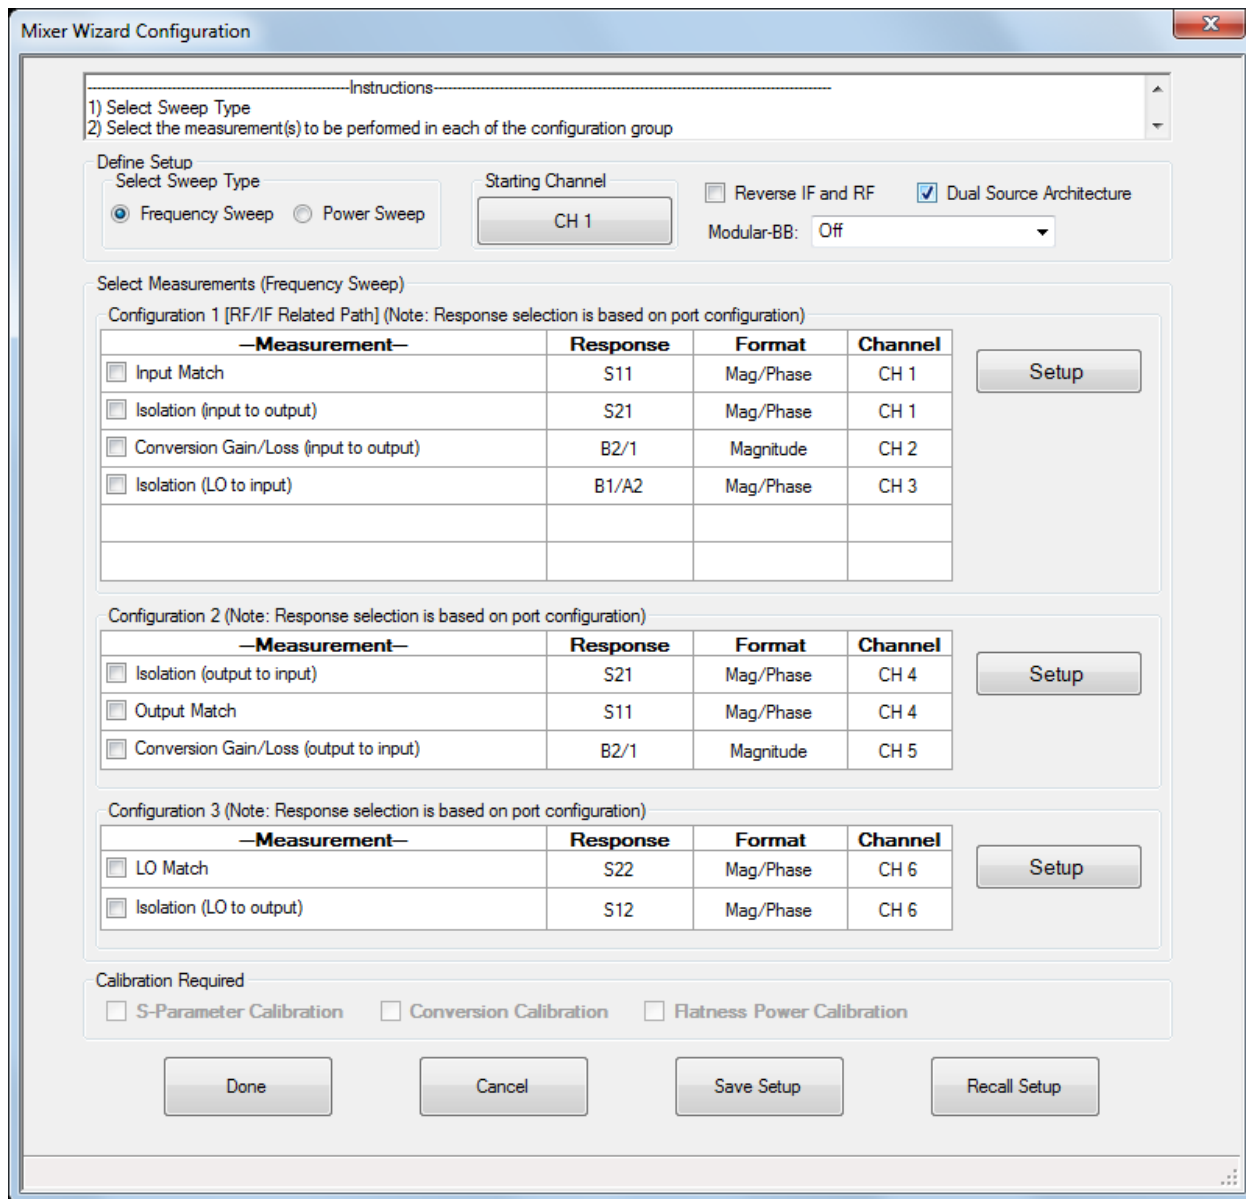 Mixer Wizard Configuration
-----Instructions-----
1) Select Sweep Type
2) Select the measurement(s) to be performed in each of the configuration group
Define Setup
Select Sweep Type
Frequency Sweep Power Sweep
Starting Channel
CH 1
Reverse IF and RF Dual Source Architecture
Modular-BB: Off
Select Measurements (Frequency Sweep)
Configuration 1 [RF/IF Related Path] (Note: Response selection is based on port configuration)
—Measurement— Response Format Channel
Input Match S11 Mag/Phase CH 1
Isolation (input to output) S21 Mag/Phase CH 1
Conversion Gain/Loss (input to output) B2/1 Magnitude CH 2
Isolation (LO to input) B1/A2 Mag/Phase CH 3
Setup
Configuration 2 (Note: Response selection is based on port configuration)
—Measurement— Response Format Channel
Isolation (output to input) S21 Mag/Phase CH 4
Output Match S11 Mag/Phase CH 4
Conversion Gain/Loss (output to input) B2/1 Magnitude CH 5
Setup
Configuration 3 (Note: Response selection is based on port configuration)
—Measurement— Response Format Channel
LO Match S22 Mag/Phase CH 6
Isolation (LO to output) S12 Mag/Phase CH 6
Setup
Calibration Required
S-Parameter Calibration Conversion Calibration Flatness Power Calibration
Done Cancel Save Setup Recall Setup